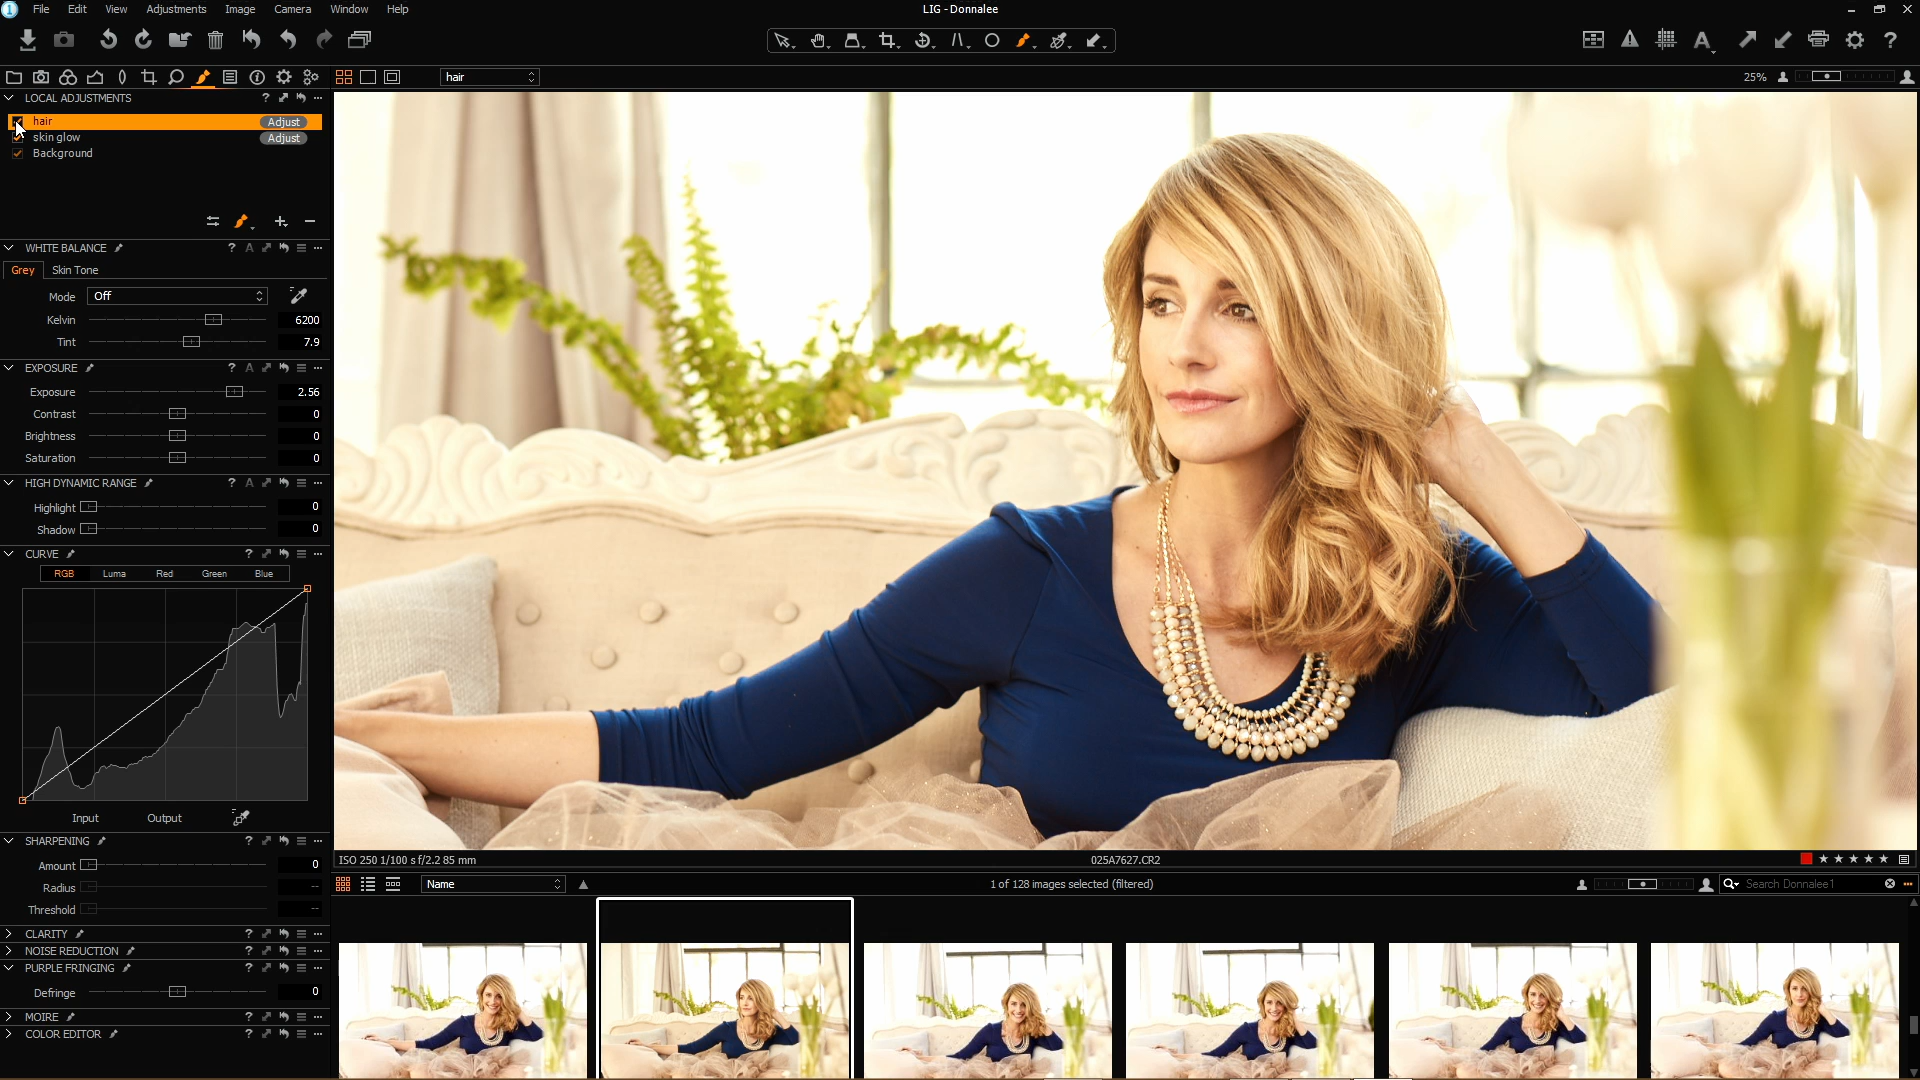 1 File Edit View Adjustments Image Camera Window Help LIG - Donnalee
A ?
hair 25%
LOCAL ADJUSTMENTS ?
hair Adjust
skin glow Adjust
Background
WHITE BALANCE ? A
Grey Skin Tone
Mode Off
Kelvin 6200
Tint 7.9
EXPOSURE ? A
Exposure 2.56
Contrast 0
Brightness 0
Saturation 0
HIGH DYNAMIC RANGE ? A
Highlight 0
Shadow 0
CURVE ?
RGB Luma Red Green Blue
Input Output
SHARPENING ?
Amount 0
Radius --
Threshold --
CLARITY ?
NOISE REDUCTION ?
PURPLE FRINGING ?
Defringe 0
MOIRE ?
COLOR EDITOR ?
ISO 250 1/100 s f/2.2 85 mm 025A7627.CR2
Name 1 of 128 images selected (filtered) Search Donnalee1